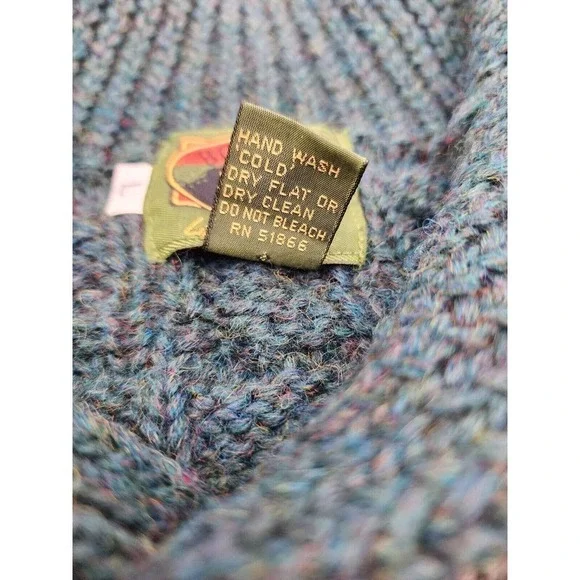 L
HAND WASH
COLD
DRY FLAT OR
DRY CLEAN
DO NOT BLEACH
RN 51866